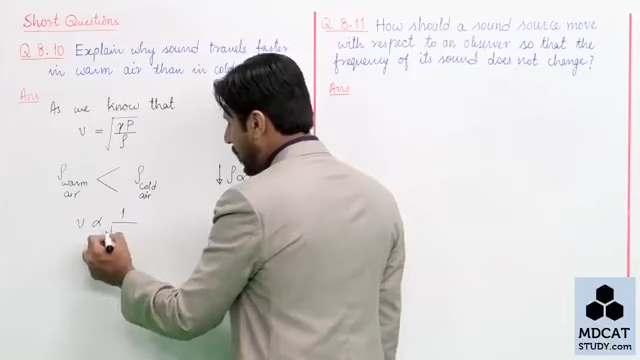 Short Questions
Q 8.10 Explain why sound travels faster
in warm air than in cold
Ans
As we know that
v = √(γP/ρ)
ρ warm air < ρ cold air
↓ ρ ∝
v ∝ 1/√
Q 8.11 How should a sound source move
with respect to an observer so that the
frequency of its sound does not change?
Ans
MDCAT
STUDY.com